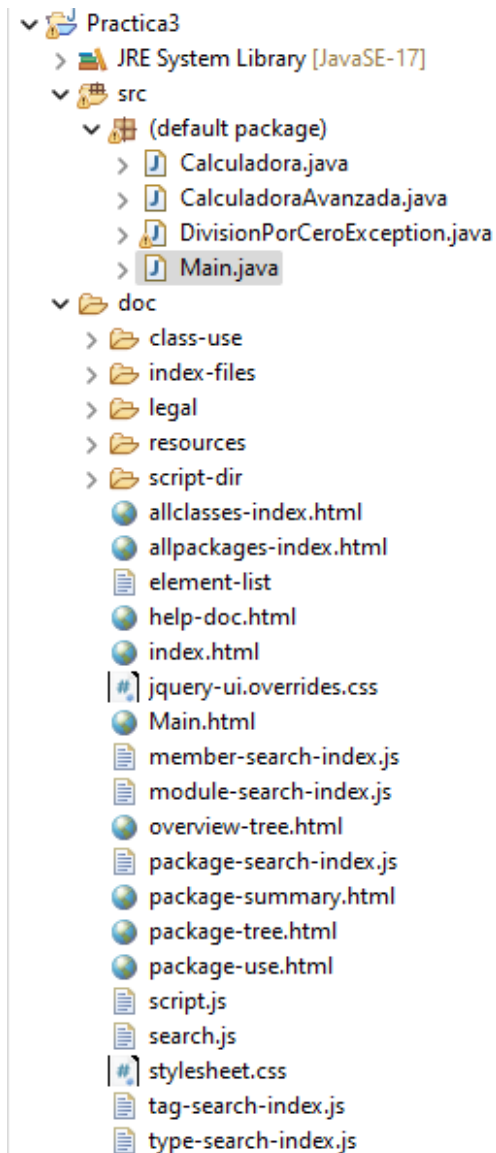 Practica3
JRE System Library [JavaSE-17]
src
(default package)
Calculadora.java
CalculadoraAvanzada.java
DivisionPorCeroException.java
Main.java
doc
class-use
index-files
legal
resources
script-dir
allclasses-index.html
allpackages-index.html
element-list
help-doc.html
index.html
jquery-ui.overrides.css
Main.html
member-search-index.js
module-search-index.js
overview-tree.html
package-search-index.js
package-summary.html
package-tree.html
package-use.html
script.js
search.js
stylesheet.css
tag-search-index.js
type-search-index.js